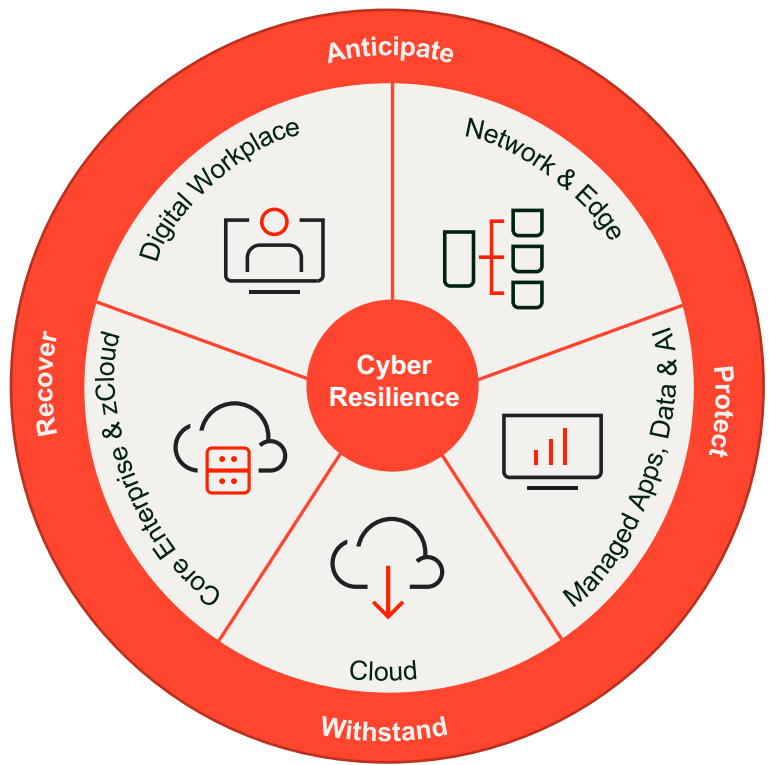 Anticipate
Digital Workplace
Network & Edge
Recover
Core Enterprise & zCloud
Cyber
Resilience
Managed Apps, Data & AI
Protect
Cloud
Withstand